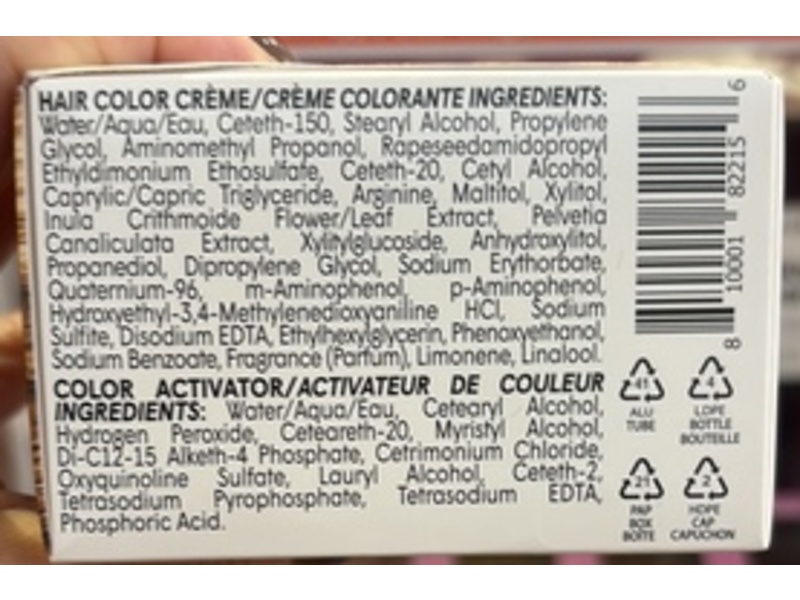 HAIR COLOR CRÈME/CRÈME COLORANTE INGREDIENTS:
Water/Aqua/Eau, Ceteth-150, Stearyl Alcohol, Propylene
Glycol, Aminomethyl Propanol, Rapeseedamidopropyl
Ethyldimonium Ethosulfate, Ceteth-20, Cetyl Alcohol,
Caprylic/Capric Triglyceride, Arginine, Maltitol, Xylitol,
Inula Crithmoide Flower/Leaf Extract, Pelvetia
Canaliculata Extract, Xylitylglucoside, Anhydroxylitol,
Propanediol, Dipropylene Glycol, Sodium Erythorbate,
Quaternium-96, m-Aminophenol, p-Aminophenol,
Hydroxyethyl-3,4-Methylenedioxyaniline HCl, Sodium
Sulfite, Disodium EDTA, Ethylhexylglycerin, Phenoxyethanol,
Sodium Benzoate, Fragrance (Parfum), Limonene, Linalool.
COLOR ACTIVATOR/ACTIVATEUR DE COULEUR
INGREDIENTS: Water/Aqua/Eau, Cetearyl Alcohol,
Hydrogen Peroxide, Ceteareth-20, Myristyl Alcohol,
Di-C12-15 Alketh-4 Phosphate, Cetrimonium Chloride,
Oxyquinoline Sulfate, Lauryl Alcohol, Ceteth-2,
Tetrasodium Pyrophosphate, Tetrasodium EDTA,
Phosphoric Acid.
8 10001 82215 6
41
ALU
TUBE
4
LDPE
BOTTLE
BOUTEILLE
21
PAP
BOX
BOÎTE
2
HDPE
CAP
CAPUCHON